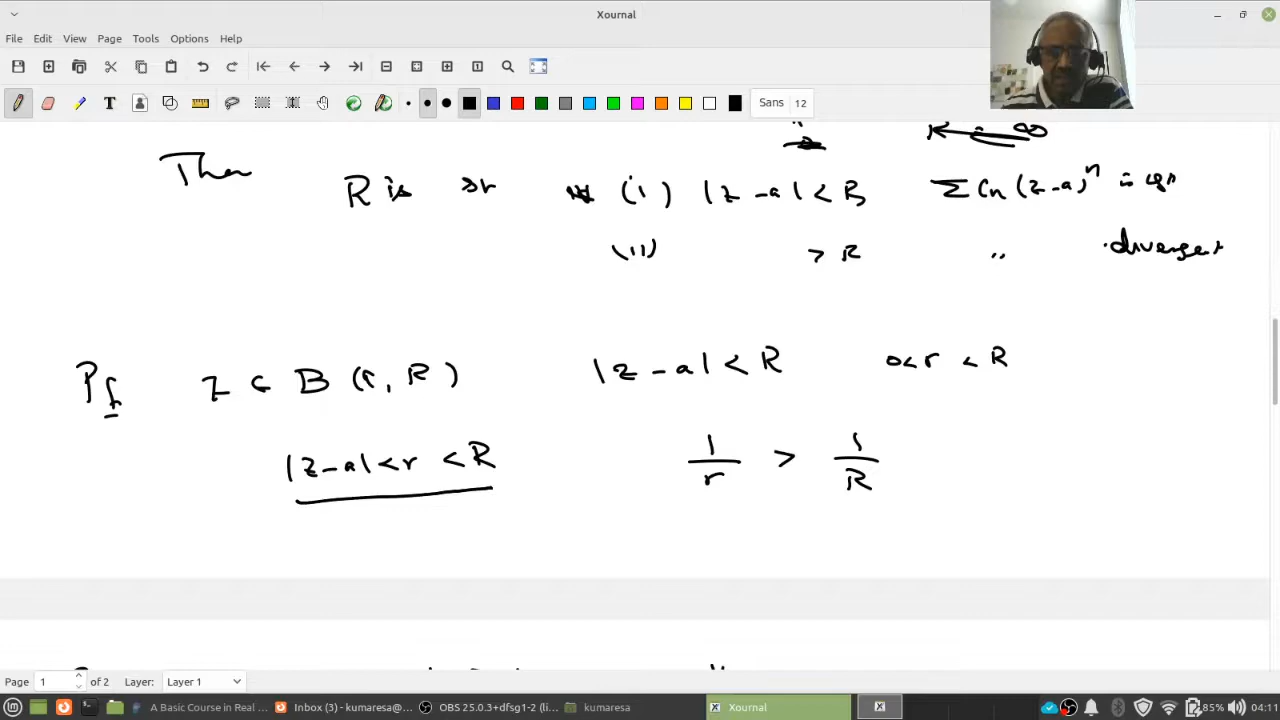 Xournal
File Edit View Page Tools Options Help
Sans 12
∞
Then R is (i) |z - a| < R Σ Cn (z - a)^n is
(ii) > R ,, divergent
Pf z ∈ B ( , R) |z - a| < R 0 < r < R
|z - a| < r < R 1/r > 1/R
Page 1 of 2 Layer: Layer 1
A Basic Course in Real ... Inbox (3) - kumaresa@... OBS 25.0.3+dfsg1-2 (li... kumaresa Xournal 85% 04:11